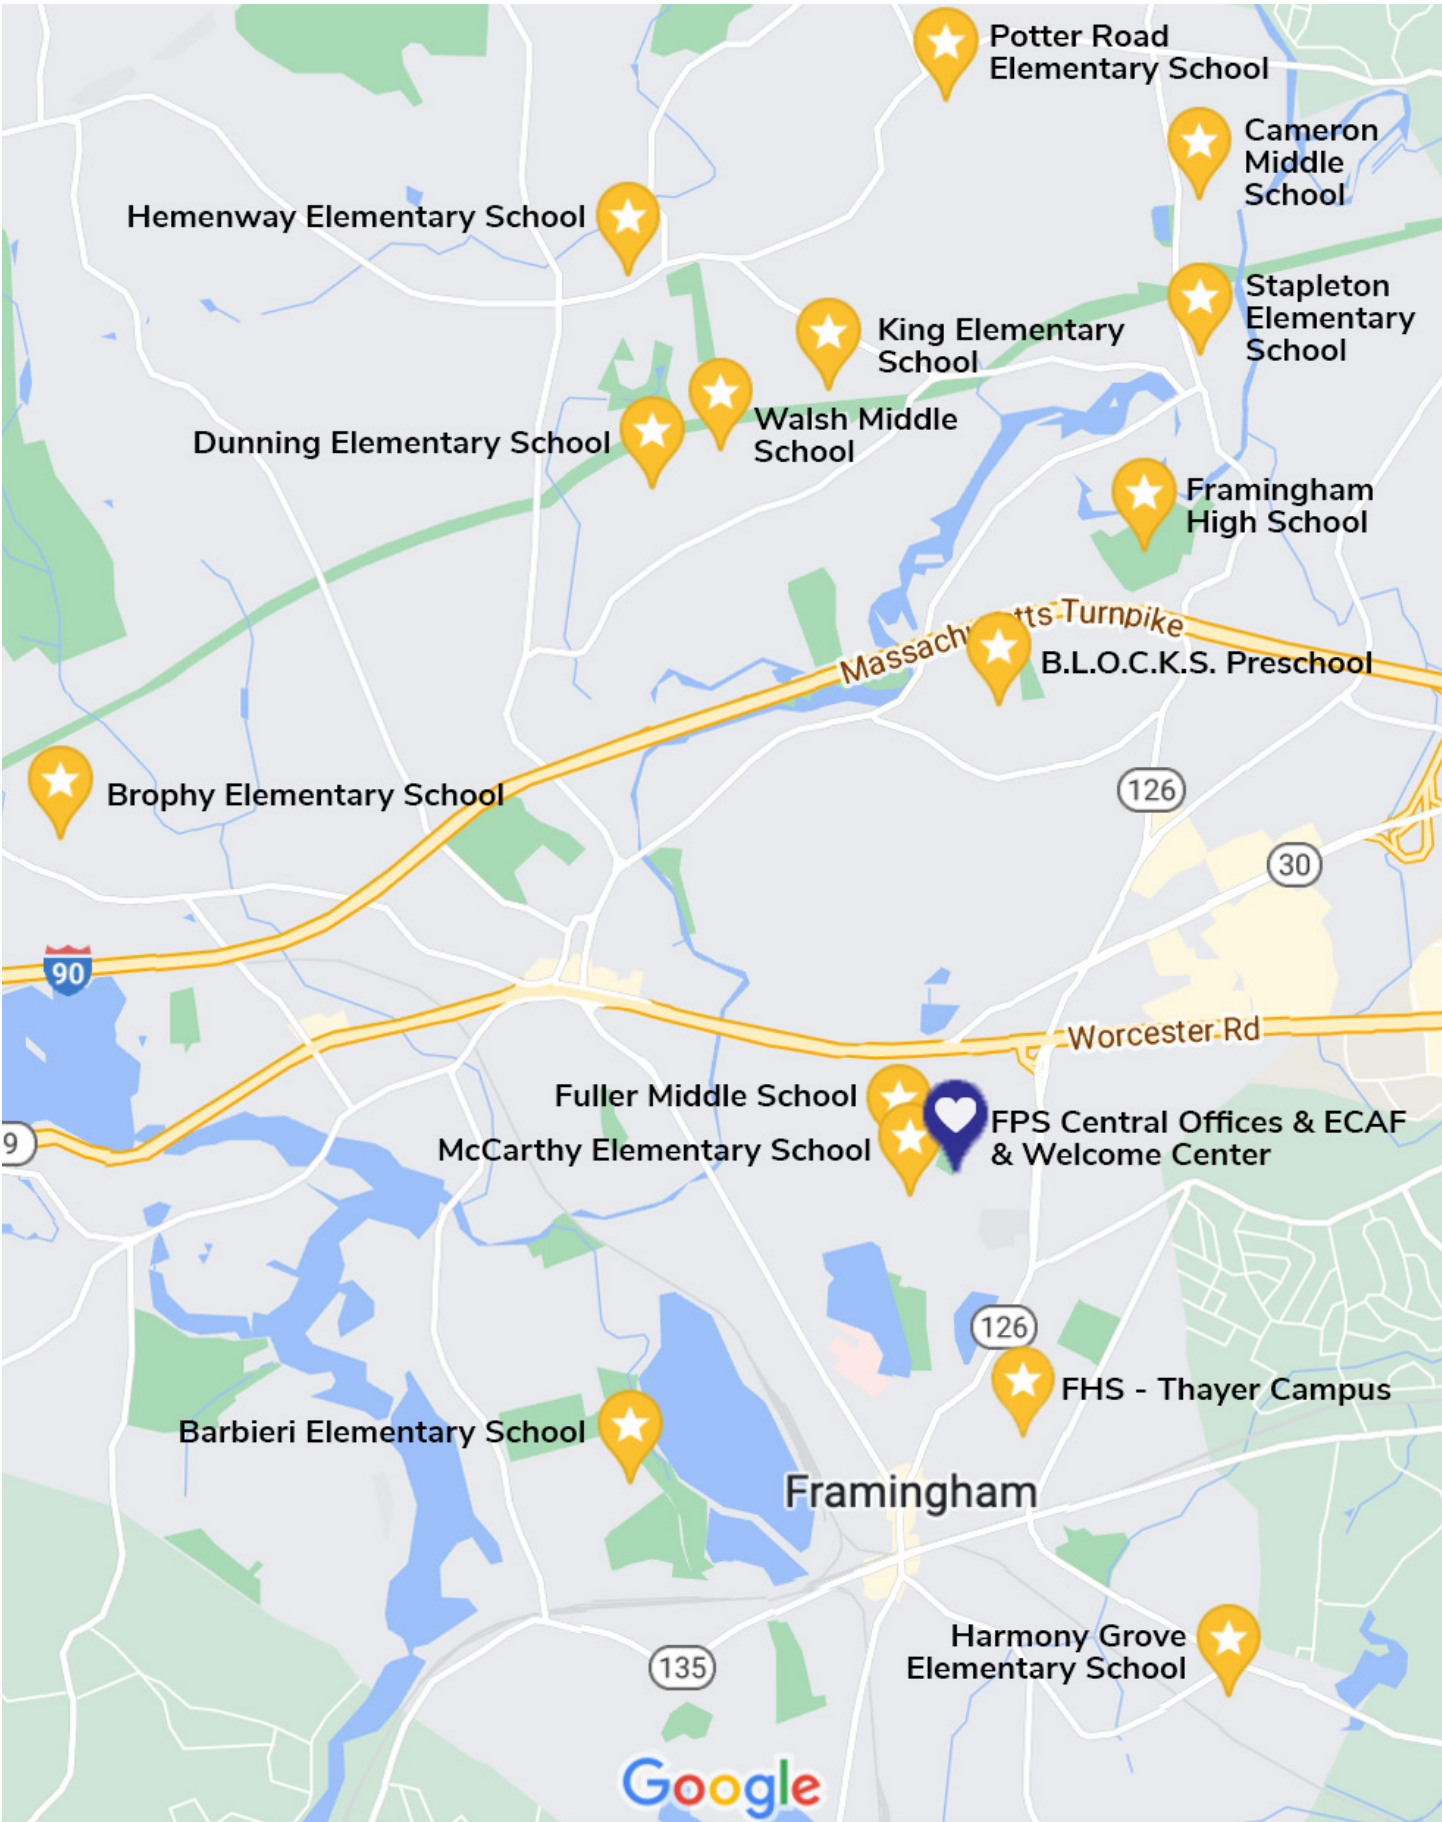 Potter Road
Elementary School
Cameron
Middle
School
Hemenway Elementary School
Stapleton
Elementary
School
King Elementary
School
Walsh Middle
School
Dunning Elementary School
Framingham
High School
Massachu tts Turnpike
B.L.O.C.K.S. Preschool
126
Brophy Elementary School
30
90
Worcester Rd
Fuller Middle School
FPS Central Offices & ECAF
& Welcome Center
9
McCarthy Elementary School
126
FHS - Thayer Campus
Barbieri Elementary School
Framingham
Harmony Grove
Elementary School
135
Google